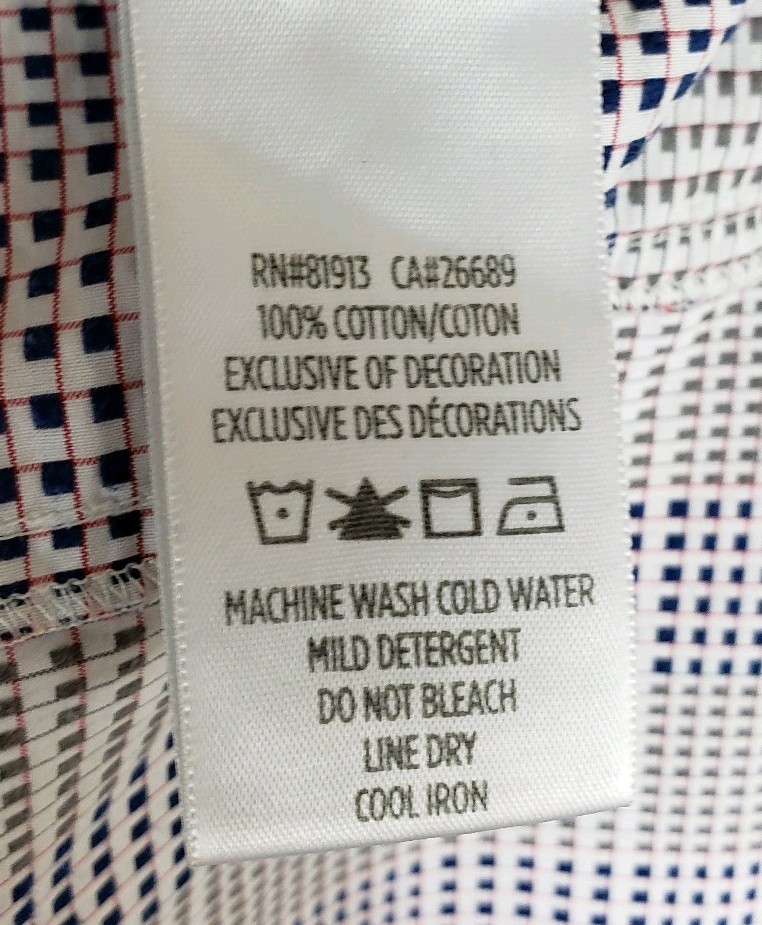 RN#81913 CA#26689
100% COTTON/COTON
EXCLUSIVE OF DECORATION
EXCLUSIVE DES DÉCORATIONS
MACHINE WASH COLD WATER
MILD DETERGENT
DO NOT BLEACH
LINE DRY
COOL IRON